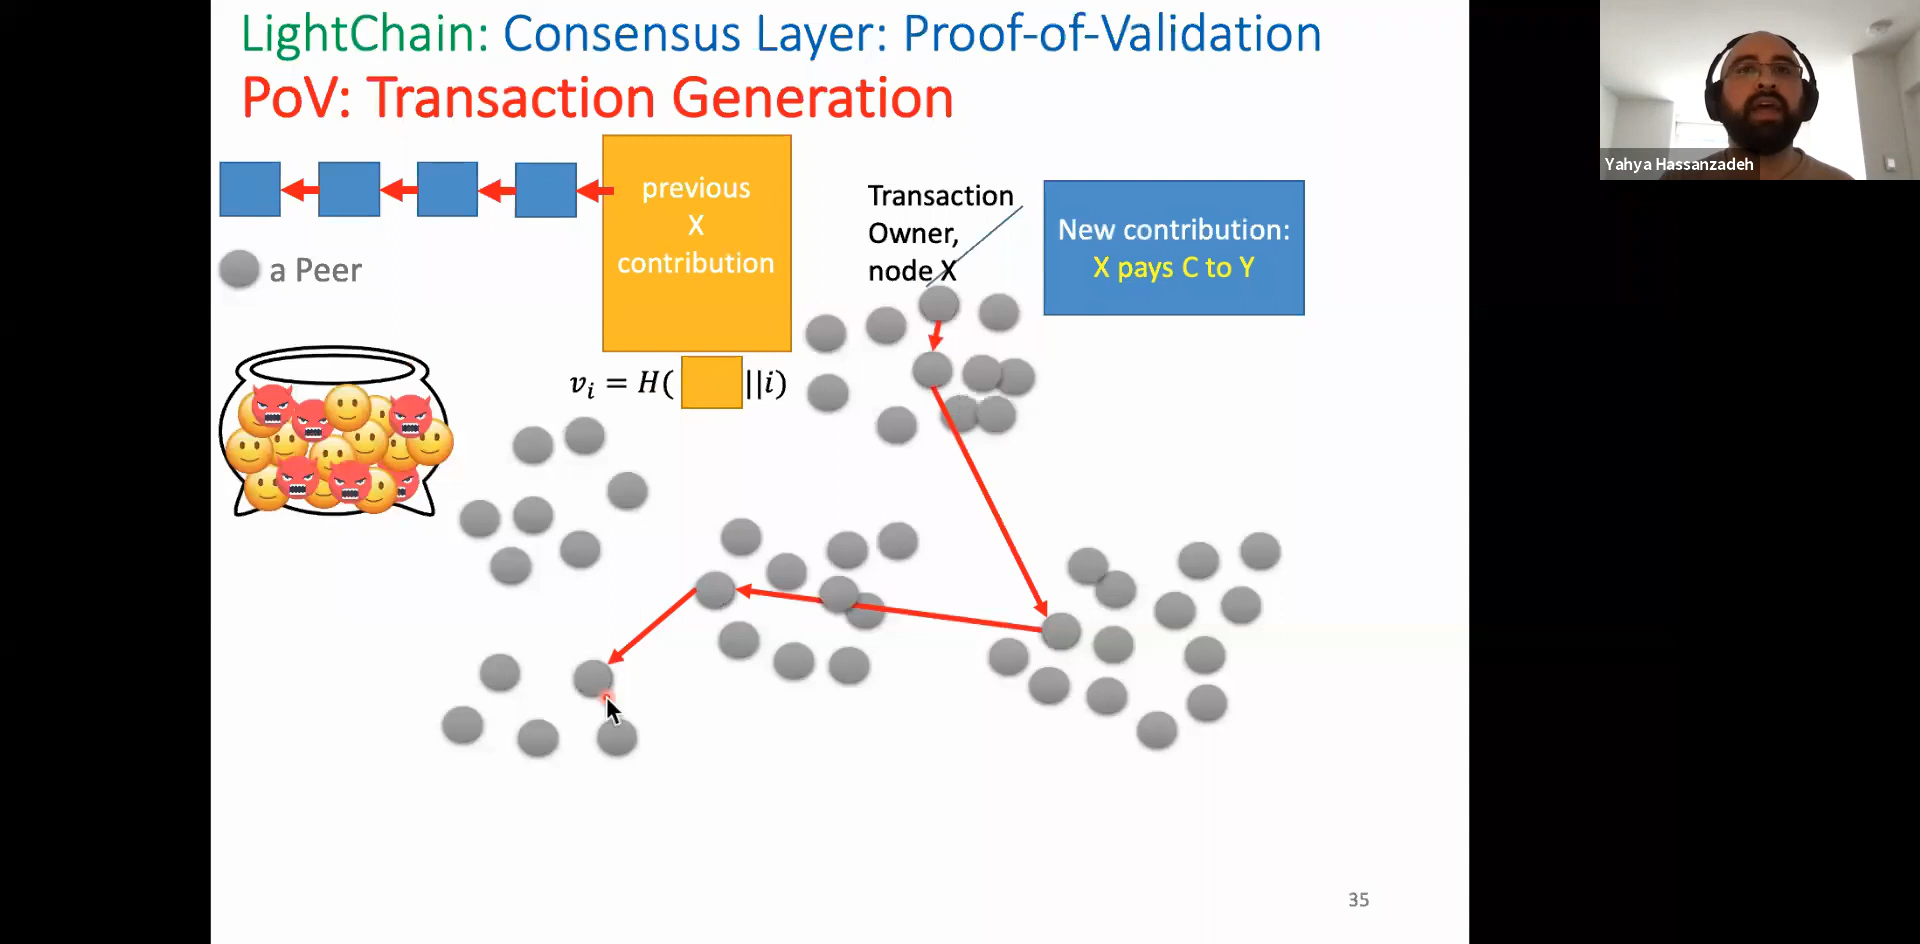 LightChain: Consensus Layer: Proof-of-Validation
PoV: Transaction Generation
previous
X
contribution
Transaction
Owner,
node X
New contribution:
X pays C to Y
a Peer
vᵢ = H( ||i)
35
Yahya Hassanzadeh